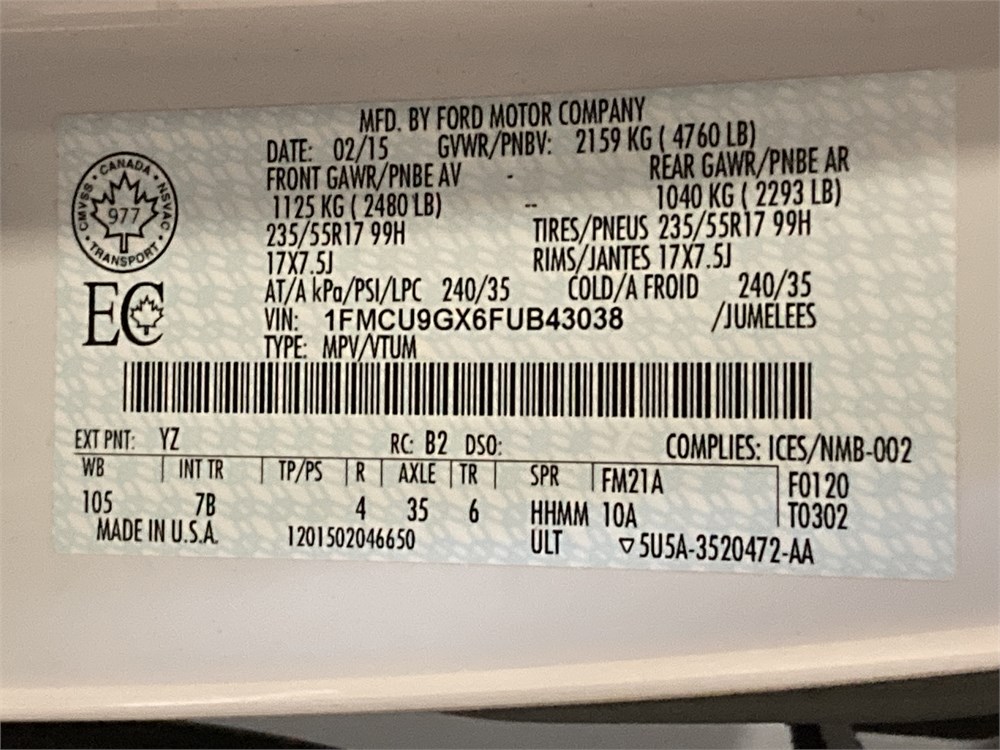 MFD. BY FORD MOTOR COMPANY
DATE: 02/15 GVWR/PNBV: 2159 KG ( 4760 LB)
FRONT GAWR/PNBE AV - REAR GAWR/PNBE AR
1125 KG ( 2480 LB) -- 1040 KG ( 2293 LB)
235/55R17 99H TIRES/PNEUS 235/55R17 99H
17X7.5J RIMS/JANTES 17X7.5J
AT/A kPa/PSI/LPC 240/35 COLD/A FROID 240/35
VIN: 1FMCU9GX6FUB43038 /JUMELEES
TYPE: MPV/VTUM
CANADA
CMVSS · NSVAC
977
TRANSPORT
EC
EXT PNT: YZ RC: B2 DSO: COMPLIES: ICES/NMB-002
WB | INT TR | TP/PS | R | AXLE | TR | SPR | FM21A F0120
105 7B 4 35 6 HHMM 10A T0302
MADE IN U.S.A. 1201502046650 ULT ▽5U5A-3520472-AA